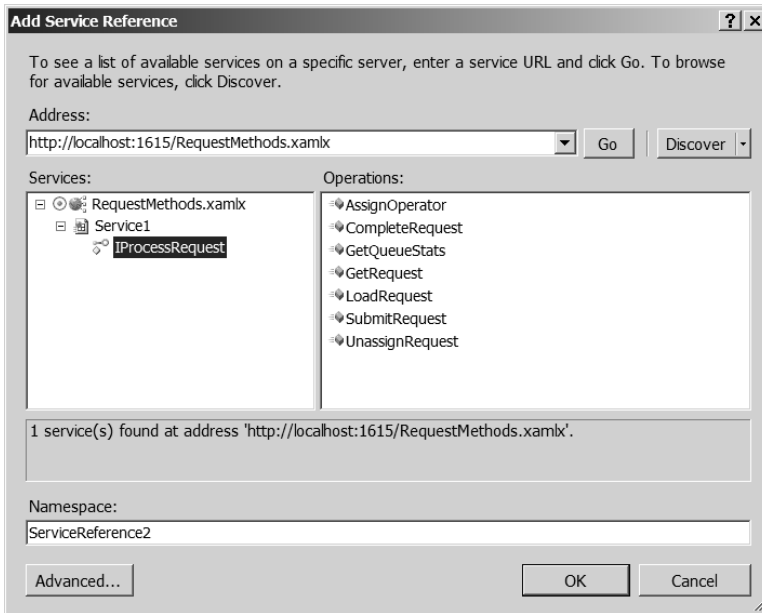 Add Service Reference
To see a list of available services on a specific server, enter a service URL and click Go. To browse
for available services, click Discover.
Address:
http://localhost:1615/RequestMethods.xamlx
Go
Discover
Services:
RequestMethods.xamlx
Service1
IProcessRequest
Operations:
AssignOperator
CompleteRequest
GetQueueStats
GetRequest
LoadRequest
SubmitRequest
UnassignRequest
1 service(s) found at address 'http://localhost:1615/RequestMethods.xamlx'.
Namespace:
ServiceReference2
Advanced...
OK
Cancel